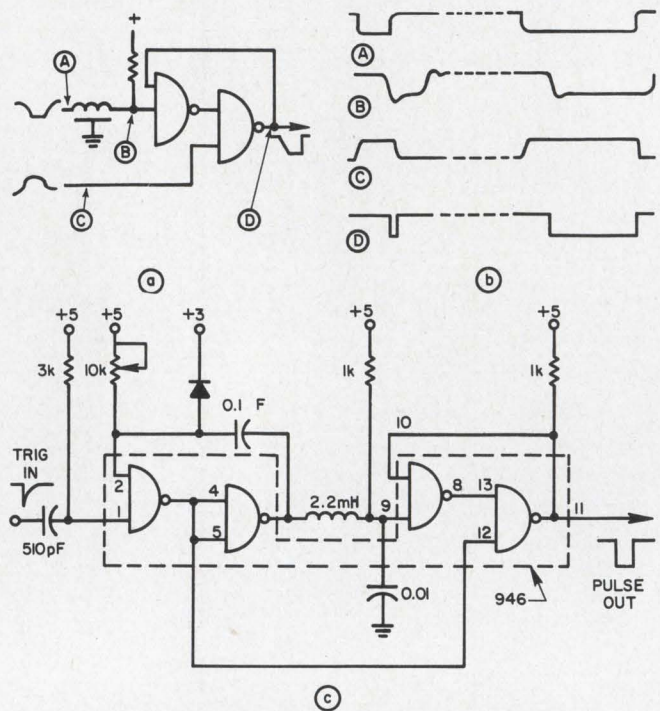 +
A
B
C
D
a
A
B
C
D
b
+5
+5
+3
+5
+5
3k
10k
1k
1k
0.1 F
TRIG
IN
510pF
2
1
4
5
2.2mH
9
10
8
13
12
11
0.01
946
PULSE
OUT
c